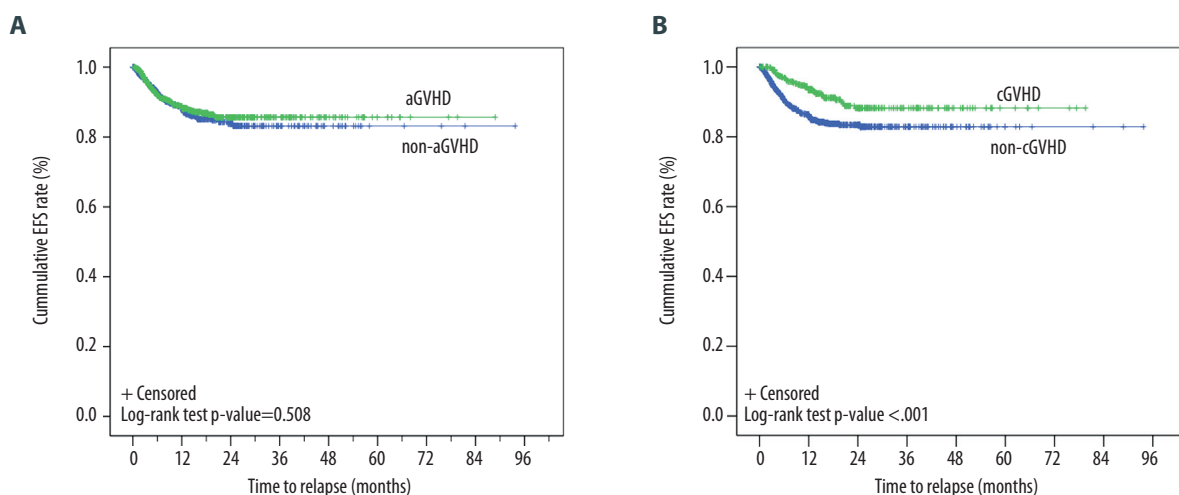 A
Cummulative EFS rate (%)
1.0
0.8
0.6
0.4
0.2
0.0
aGVHD
non-aGVHD
+ Censored
Log-rank test p-value=0.508
0 12 24 36 48 60 72 84 96
Time to relapse (months)
B
Cummulative EFS rate (%)
1.0
0.8
0.6
0.4
0.2
0.0
cGVHD
non-cGVHD
+ Censored
Log-rank test p-value <.001
0 12 24 36 48 60 72 84 96
Time to relapse (months)